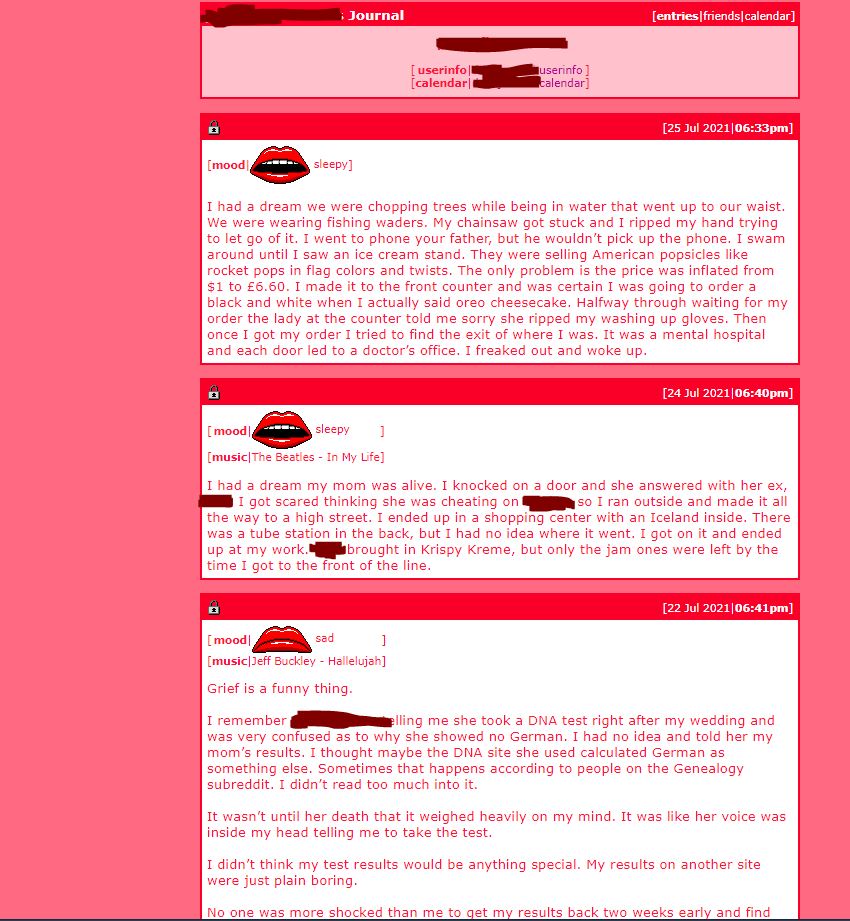 s Journal
[entries|friends|calendar]
[ userinfo| userinfo ]
[calendar| calendar]
[25 Jul 2021|06:33pm]
[mood| sleepy]
I had a dream we were chopping trees while being in water that went up to our waist.
We were wearing fishing waders. My chainsaw got stuck and I ripped my hand trying
to let go of it. I went to phone your father, but he wouldn’t pick up the phone. I swam
around until I saw an ice cream stand. They were selling American popsicles like
rocket pops in flag colors and twists. The only problem is the price was inflated from
$1 to £6.60. I made it to the front counter and was certain I was going to order a
black and white when I actually said oreo cheesecake. Halfway through waiting for my
order the lady at the counter told me sorry she ripped my washing up gloves. Then
once I got my order I tried to find the exit of where I was. It was a mental hospital
and each door led to a doctor’s office. I freaked out and woke up.
[24 Jul 2021|06:40pm]
[mood| sleepy ]
[music|The Beatles - In My Life]
I had a dream my mom was alive. I knocked on a door and she answered with her ex,
I got scared thinking she was cheating on so I ran outside and made it all
the way to a high street. I ended up in a shopping center with an Iceland inside. There
was a tube station in the back, but I had no idea where it went. I got on it and ended
up at my work. brought in Krispy Kreme, but only the jam ones were left by the
time I got to the front of the line.
[22 Jul 2021|06:41pm]
[mood| sad ]
[music|Jeff Buckley - Hallelujah]
Grief is a funny thing.
I remember telling me she took a DNA test right after my wedding and
was very confused as to why she showed no German. I had no idea and told her my
mom’s results. I thought maybe the DNA site she used calculated German as
something else. Sometimes that happens according to people on the Genealogy
subreddit. I didn’t read too much into it.
It wasn’t until her death that it weighed heavily on my mind. It was like her voice was
inside my head telling me to take the test.
I didn’t think my test results would be anything special. My results on another site
were just plain boring.
No one was more shocked than me to get my results back two weeks early and find